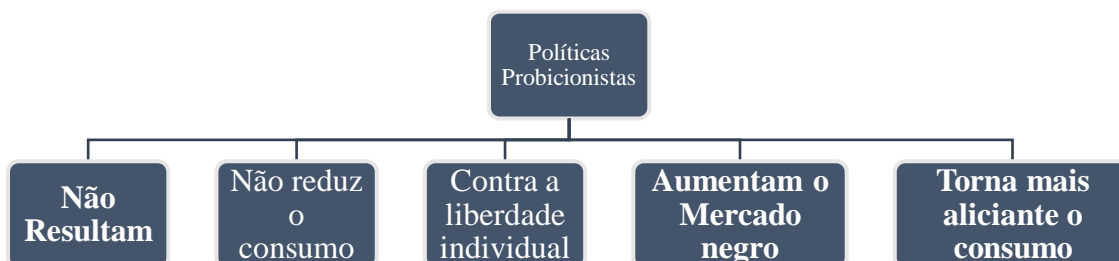 Políticas
Probicionistas
Não
Resultam
Não reduz
o
consumo
Contra a
liberdade
individual
Aumentam o
Mercado
negro
Torna mais
aliciante o
consumo